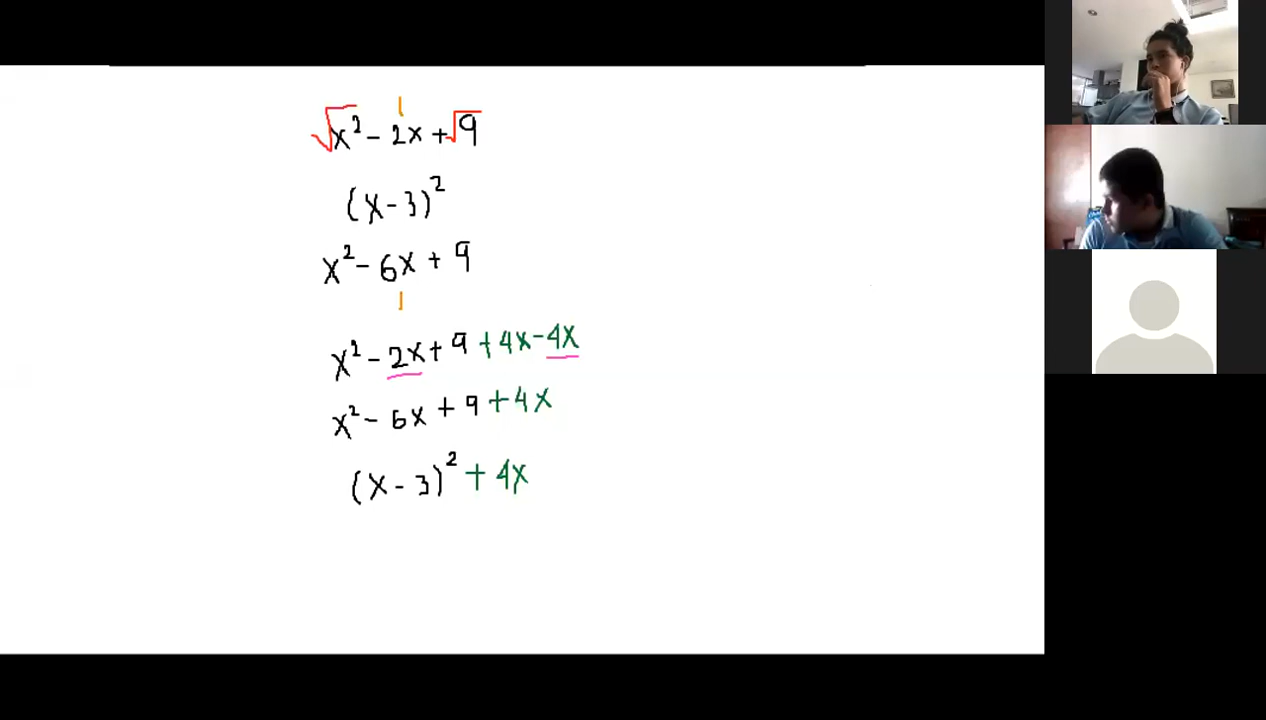 √x² - 2x + √9
(x - 3)²
x² - 6x + 9
x² - 2x + 9 + 4x - 4x
x² - 6x + 9 + 4x
(x - 3)² + 4x